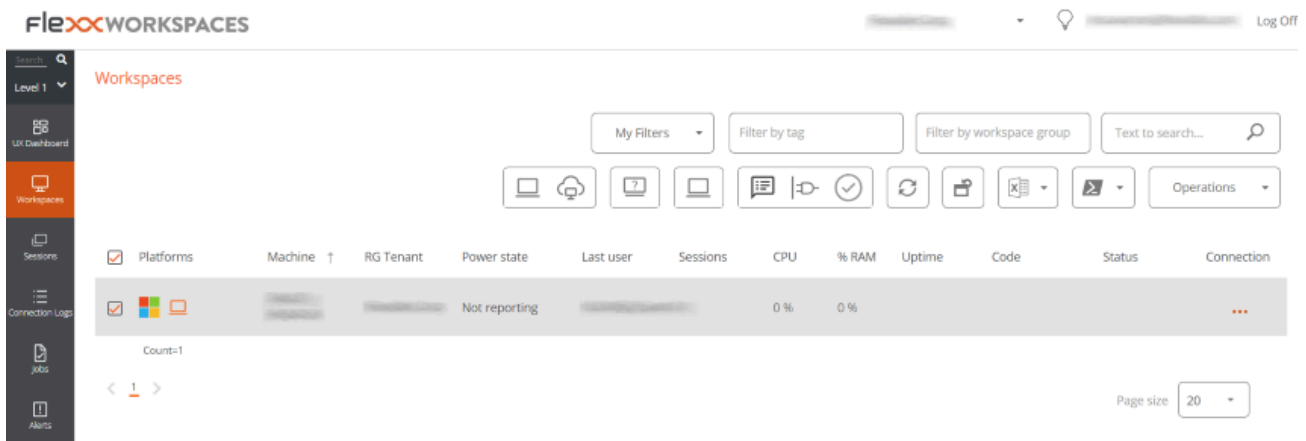 FlexxWORKSPACES
Log Off
Search
Level 1
Workspaces
UX Dashboard
My Filters
Filter by tag
Filter by workspace group
Text to search...
Workspaces
?
Operations
Sessions
Platforms Machine ↑ RG Tenant Power state Last user Sessions CPU % RAM Uptime Code Status Connection
Connection Logs
Not reporting 0 % 0 %
Count=1
Jobs
< 1 >
Page size 20
Alerts